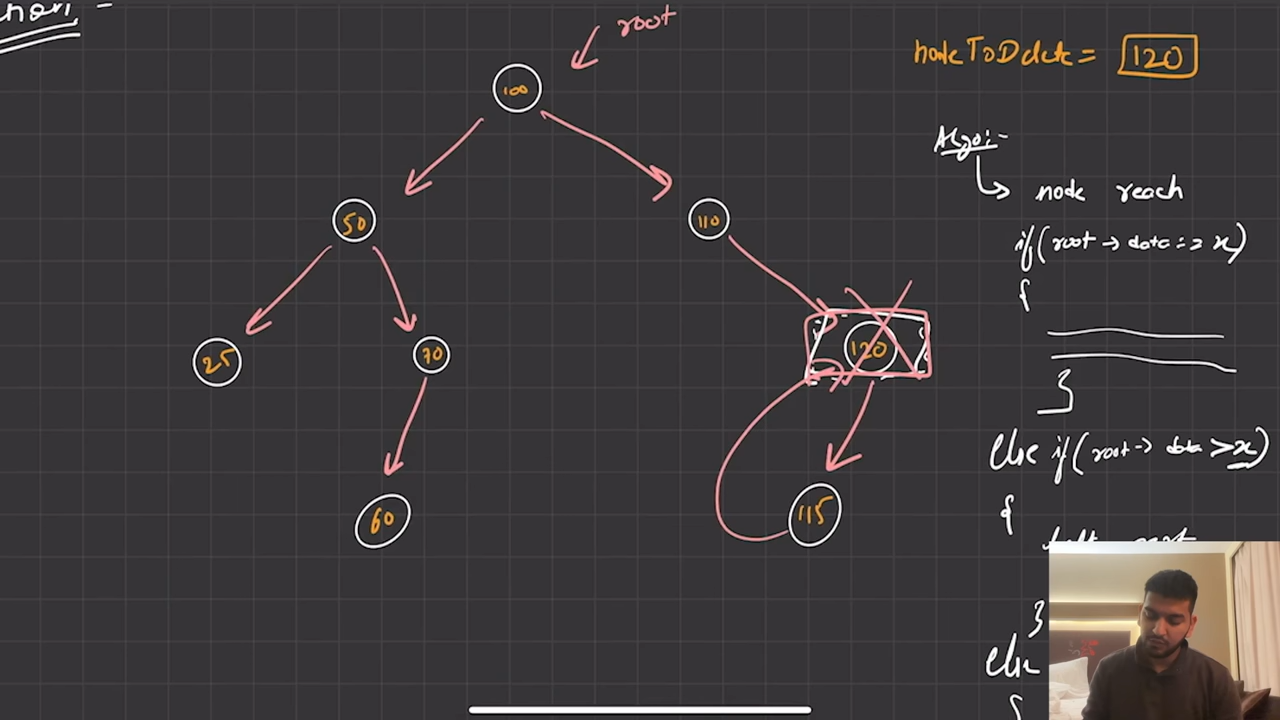 root
nodeToDelete = 120
100
Algo:-
node reach
50
110
if(root → data == x)
{
25
70
120
}
else if(root → data > x)
{
60
115
}
else
{